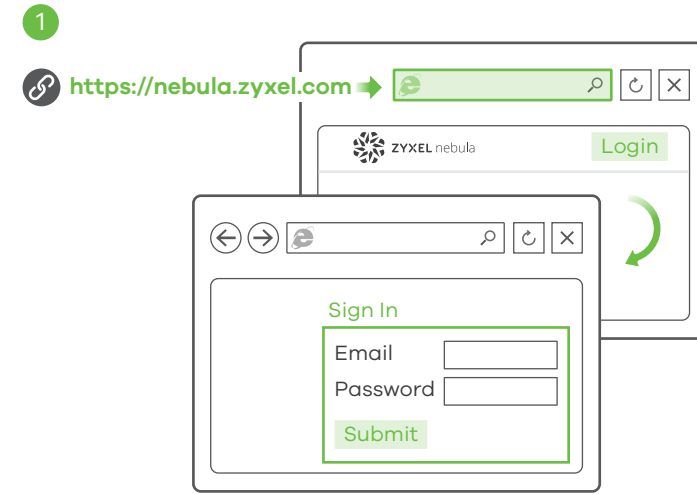 1
https://nebula.zyxel.com
ZYXEL nebula
Login
Sign In
Email
Password
Submit